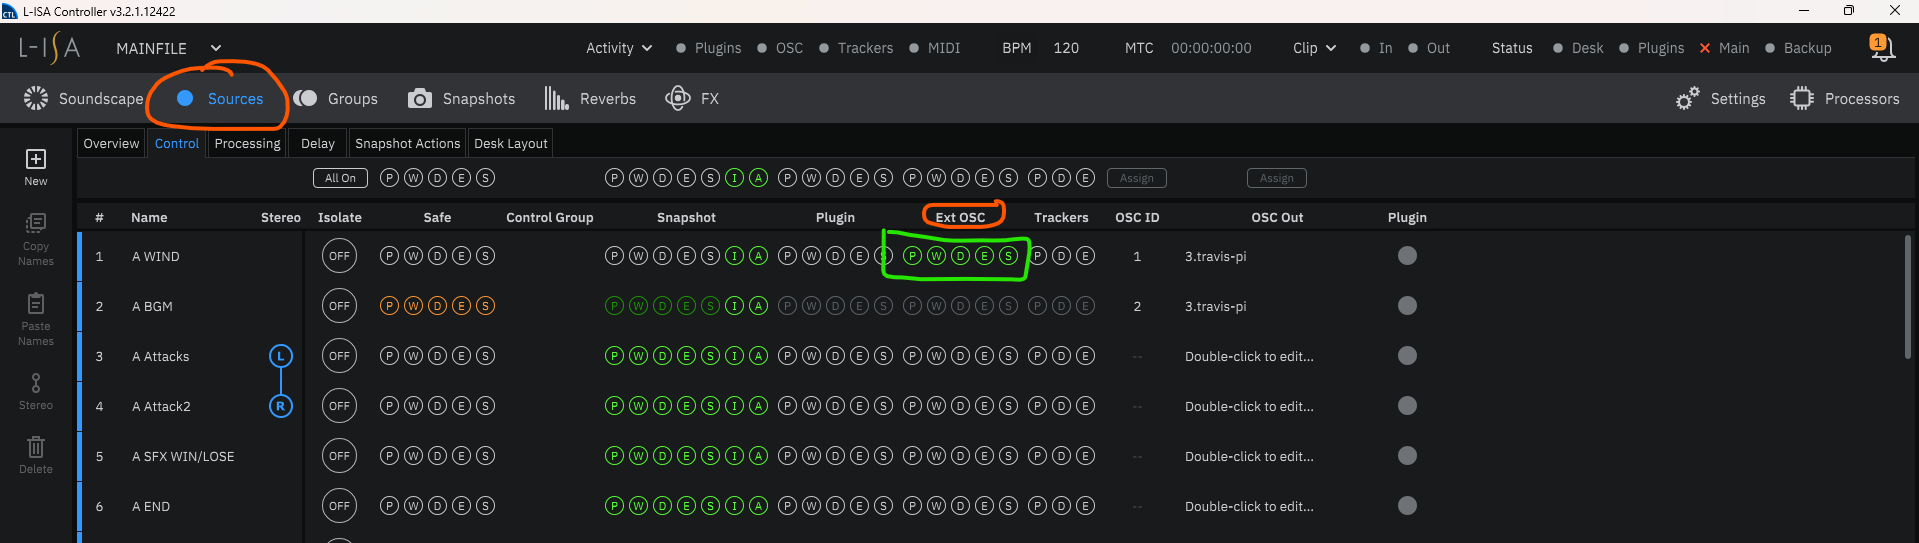 L-ISA Controller v3.2.1.12422
L-ISA MAINFILE Activity Plugins OSC Trackers MIDI BPM 120 MTC 00:00:00:00 Clip In Out Status Desk Plugins Main Backup 1
Soundscape Sources Groups Snapshots Reverbs FX Settings Processors
Overview Control Processing Delay Snapshot Actions Desk Layout
New
Copy Names
Paste Names
Stereo
Delete
All On P W D E S P W D E S I A P W D E S P W D E S P D E Assign Assign
# Name Stereo Isolate Safe Control Group Snapshot Plugin Ext OSC Trackers OSC ID OSC Out Plugin
1 A WIND OFF P W D E S P W D E S I A P W D E S P W D E S P D E 1 3.travis-pi
2 A BGM OFF P W D E S P W D E S I A P W D E S P W D E S P D E 2 3.travis-pi
3 A Attacks L OFF P W D E S P W D E S I A P W D E S P W D E S P D E -- Double-click to edit...
4 A Attack2 R OFF P W D E S P W D E S I A P W D E S P W D E S P D E -- Double-click to edit...
5 A SFX WIN/LOSE OFF P W D E S P W D E S I A P W D E S P W D E S P D E -- Double-click to edit...
6 A END OFF P W D E S P W D E S I A P W D E S P W D E S P D E -- Double-click to edit...